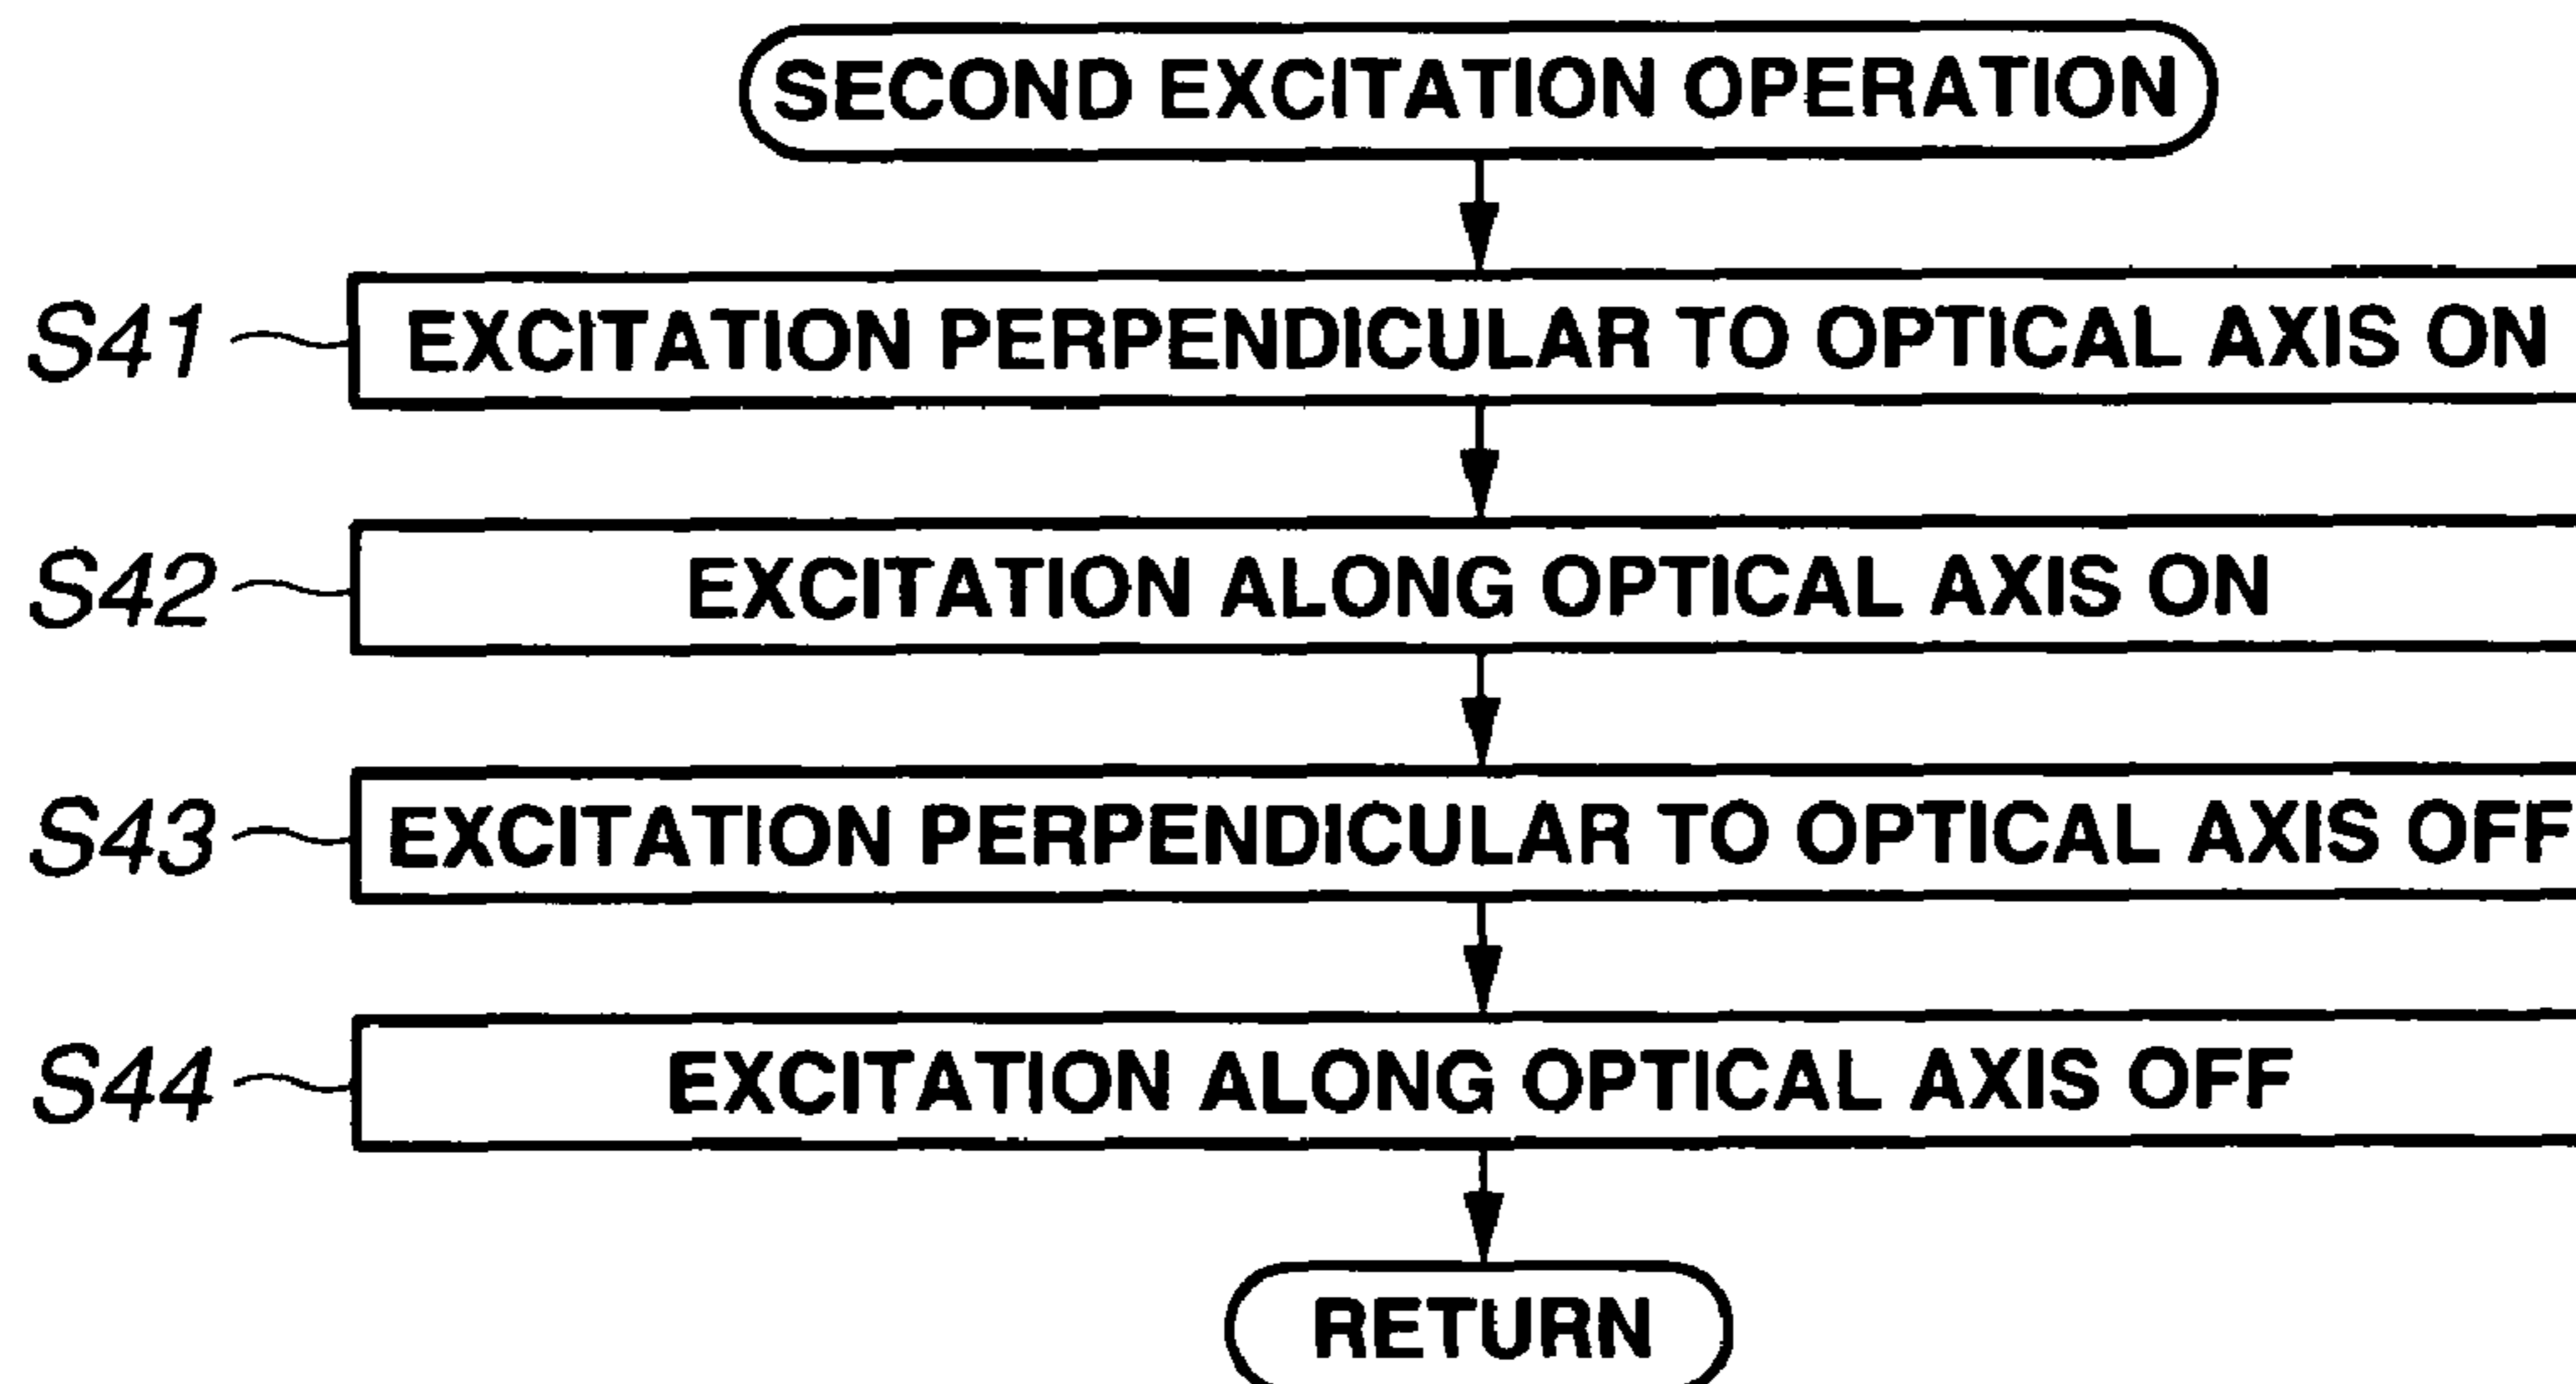 SECOND EXCITATION OPERATION
S41 EXCITATION PERPENDICULAR TO OPTICAL AXIS ON
S42 EXCITATION ALONG OPTICAL AXIS ON
S43 EXCITATION PERPENDICULAR TO OPTICAL AXIS OFF
S44 EXCITATION ALONG OPTICAL AXIS OFF
RETURN